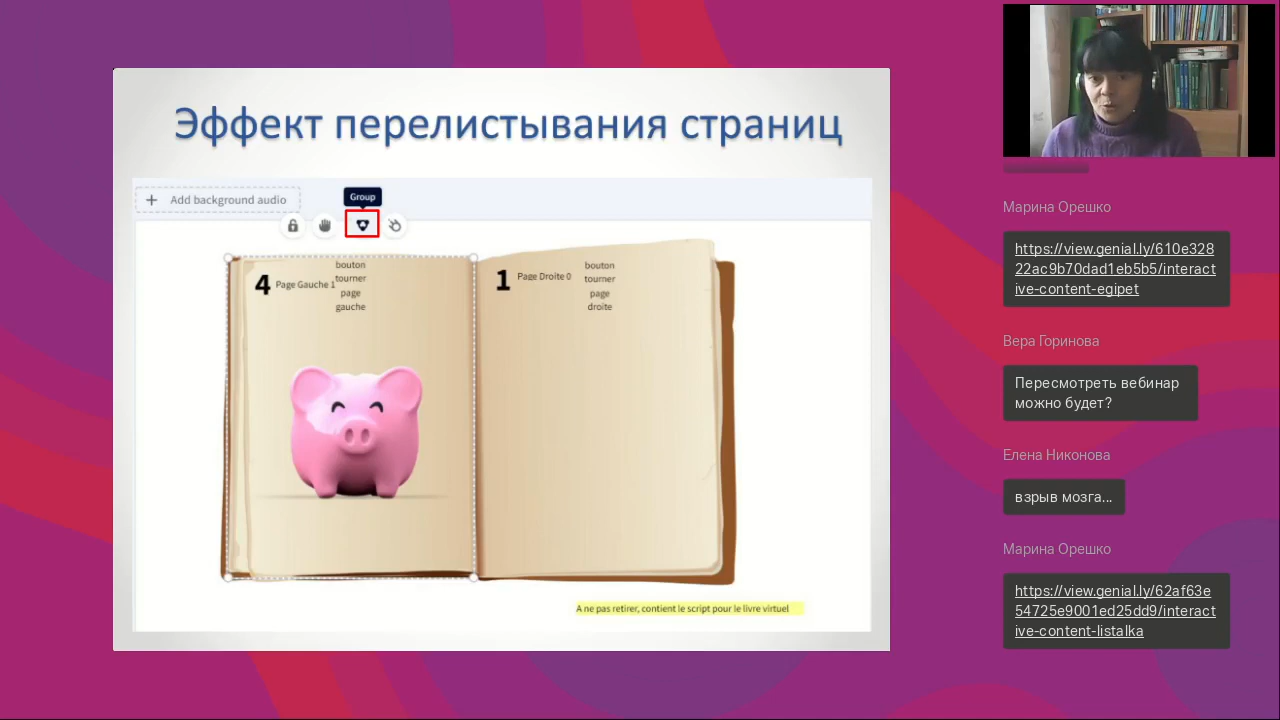 Эффект перелистывания страниц
+ Add background audio
Group
4
Page Gauche 1
bouton
tourner
page
gauche
1
Page Droite 0
bouton
tourner
page
droite
A ne pas retirer, contient le script pour le livre virtuel
Марина Орешко
https://view.genial.ly/610e328
22ac9b70dad1eb5b5/interact
ive-content-egipet
Вера Горинова
Пересмотреть вебинар
можно будет?
Елена Никонова
взрыв мозга...
Марина Орешко
https://view.genial.ly/62af63e
54725e9001ed25dd9/interact
ive-content-listalka